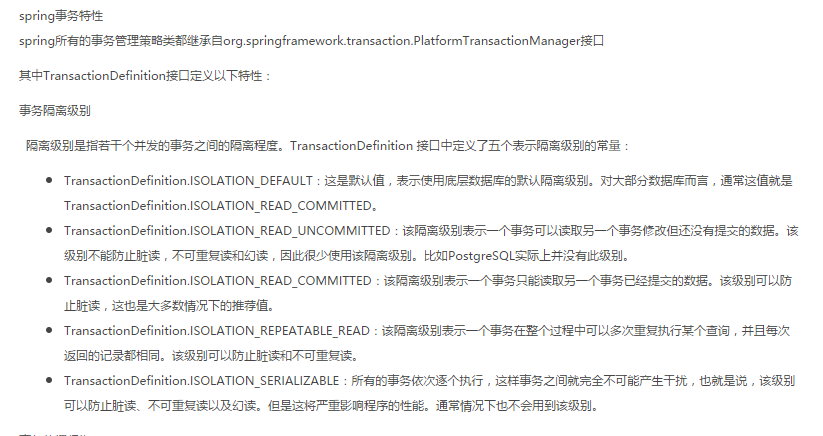 spring事务特性
spring所有的事务管理策略类都继承自org.springframework.transaction.PlatformTransactionManager接口
其中TransactionDefinition接口定义以下特性：
事务隔离级别
隔离级别是指若干个并发的事务之间的隔离程度。TransactionDefinition 接口中定义了五个表示隔离级别的常量：
TransactionDefinition.ISOLATION_DEFAULT：这是默认值，表示使用底层数据库的默认隔离级别。对大部分数据库而言，通常这值就是
TransactionDefinition.ISOLATION_READ_COMMITTED。
TransactionDefinition.ISOLATION_READ_UNCOMMITTED：该隔离级别表示一个事务可以读取另一个事务修改但还没有提交的数据。该
级别不能防止脏读，不可重复读和幻读，因此很少使用该隔离级别。比如PostgreSQL实际上并没有此级别。
TransactionDefinition.ISOLATION_READ_COMMITTED：该隔离级别表示一个事务只能读取另一个事务已经提交的数据。该级别可以防
止脏读，这也是大多数情况下的推荐值。
TransactionDefinition.ISOLATION_REPEATABLE_READ：该隔离级别表示一个事务在整个过程中可以多次重复执行某个查询，并且每次
返回的记录都相同。该级别可以防止脏读和不可重复读。
TransactionDefinition.ISOLATION_SERIALIZABLE：所有的事务依次逐个执行，这样事务之间就完全不可能产生干扰，也就是说，该级别
可以防止脏读、不可重复读以及幻读。但是这将严重影响程序的性能。通常情况下也不会用到该级别。